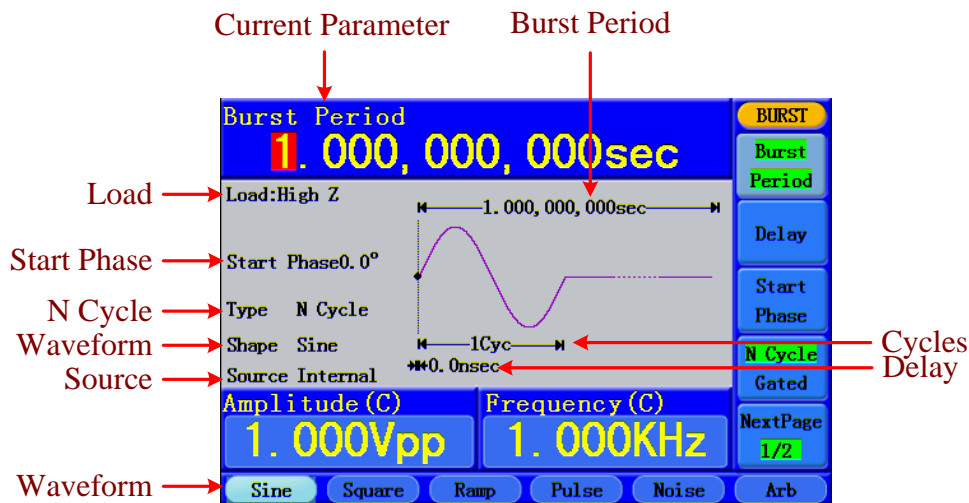 Current Parameter
Burst Period
Burst Period
1.000,000,000sec
BURST
Burst Period
Load
Load:High Z
1.000,000,000sec
Delay
Start Phase
Start Phase0.0°
Start Phase
N Cycle
Type N Cycle
Waveform
Shape Sine
1Cyc
Cycles
N Cycle
Gated
Source
Source Internal
0.0nsec
Delay
Amplitude(C)
Frequency(C)
1.000Vpp
1.000KHz
NextPage
1/2
Waveform
Sine
Square
Ramp
Pulse
Noise
Arb